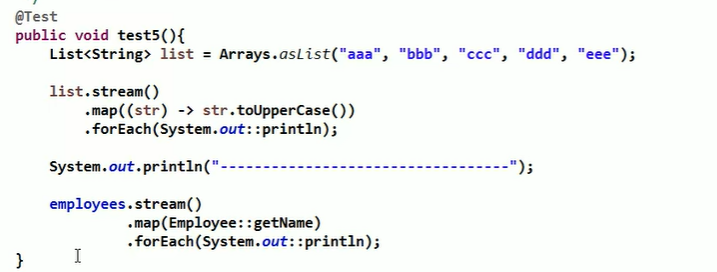 @Test
public void test5(){
    List<String> list = Arrays.asList("aaa", "bbb", "ccc", "ddd", "eee");
    list.stream()
        .map((str) -> str.toUpperCase())
        .forEach(System.out::println);
    System.out.println("----------------------------------");
    employees.stream()
            .map(Employee::getName)
            .forEach(System.out::println);
}